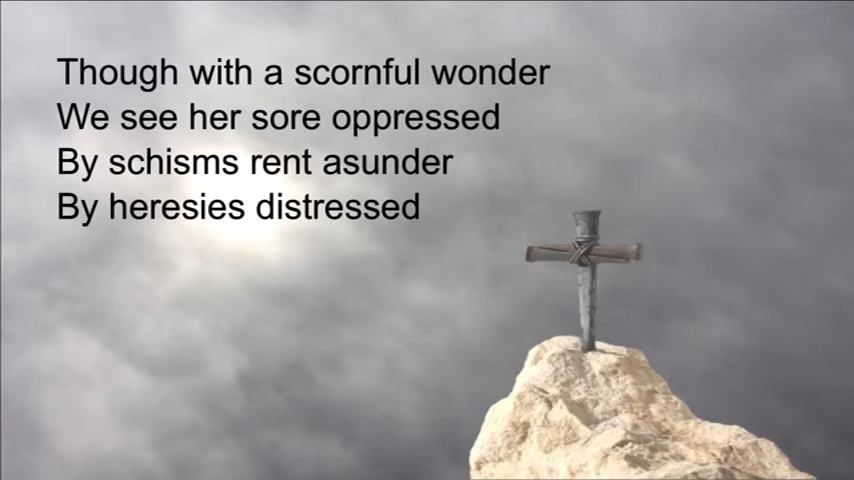 Though with a scornful wonder
We see her sore oppressed
By schisms rent asunder
By heresies distressed